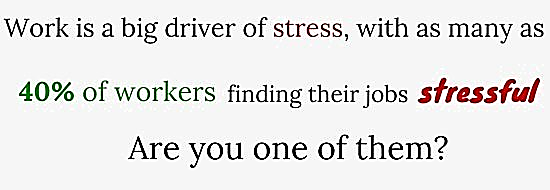 Work is a big driver of stress, with as many as
40% of workers finding their jobs stressful
Are you one of them?